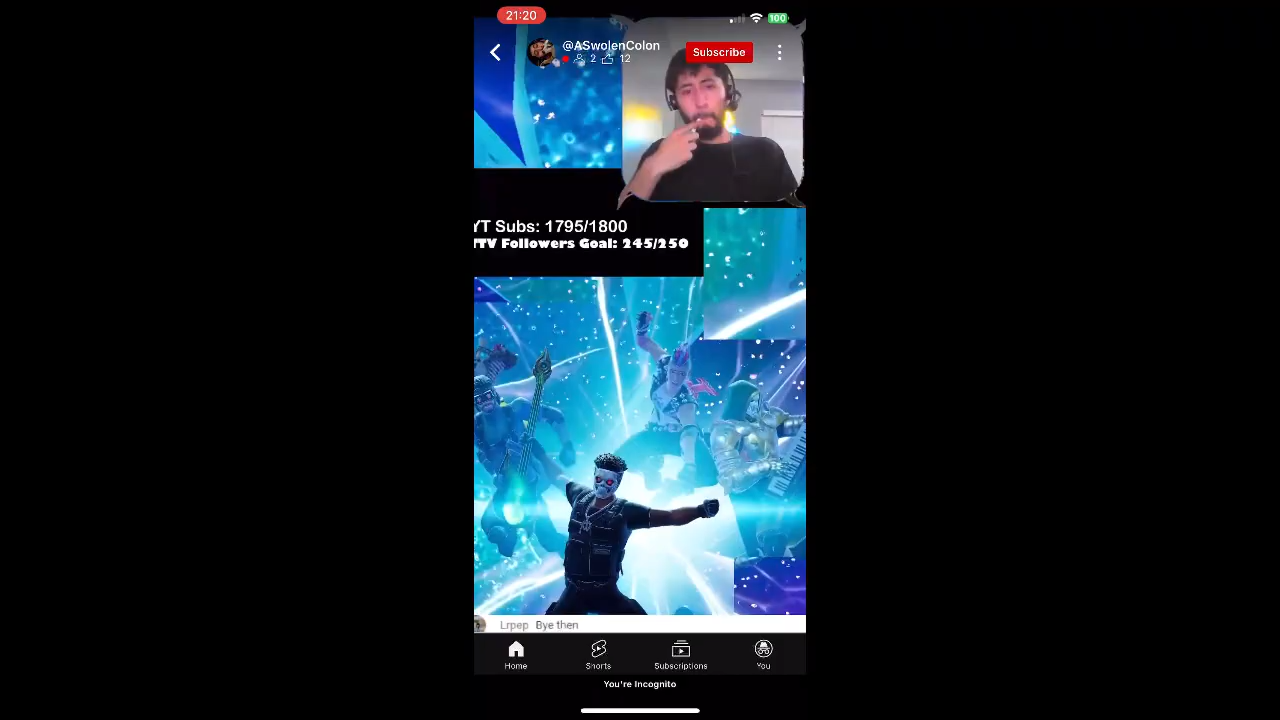 21:20
100
@ASwolenColon
2 12
Subscribe
YT Subs: 1795/1800
TTV Followers Goal: 245/250
Lrpep Bye then
Home Shorts Subscriptions You
You're Incognito